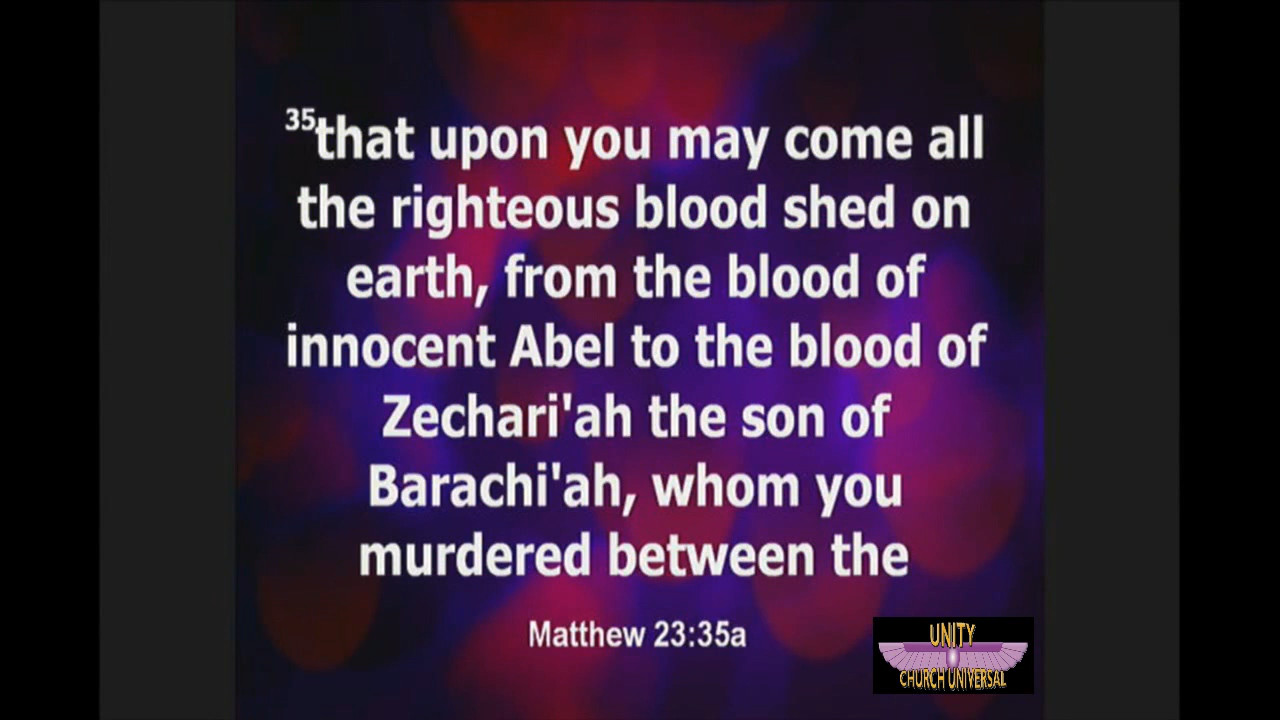 35that upon you may come all
the righteous blood shed on
earth, from the blood of
innocent Abel to the blood of
Zechari'ah the son of
Barachi'ah, whom you
murdered between the
Matthew 23:35a
UNITY
CHURCH UNIVERSAL